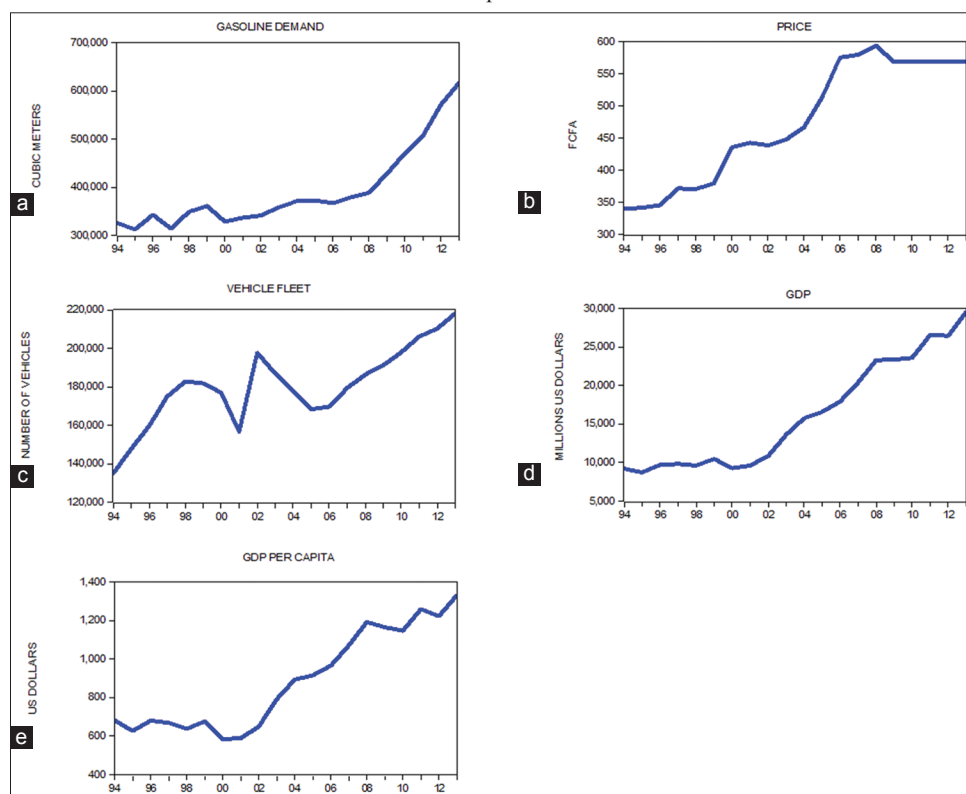 GASOLINE DEMAND
700,000
600,000
500,000
400,000
300,000
CUBIC METERS
94 96 98 00 02 04 06 08 10 12
a
PRICE
600
550
500
450
400
350
300
FCFA
94 96 98 00 02 04 06 08 10 12
b
VEHICLE FLEET
220,000
200,000
180,000
160,000
140,000
120,000
NUMBER OF VEHICLES
94 96 98 00 02 04 06 08 10 12
c
GDP
30,000
25,000
20,000
15,000
10,000
5,000
MILLIONS US DOLLARS
94 96 98 00 02 04 06 08 10 12
d
GDP PER CAPITA
1,400
1,200
1,000
800
600
400
US DOLLARS
94 96 98 00 02 04 06 08 10 12
e